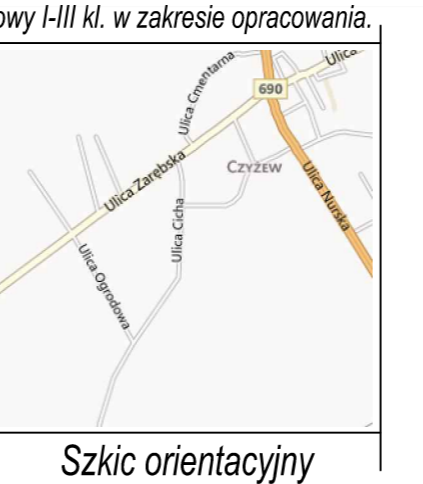 owy I-III kl. w zakresie opracowania.
Ulica
Ulica Cmentarna
690
Ulica Zarębska
CZYŻEW
Ulica Nurska
Ulica Cicha
Ulica Ogrodowa
Szkic orientacyjny